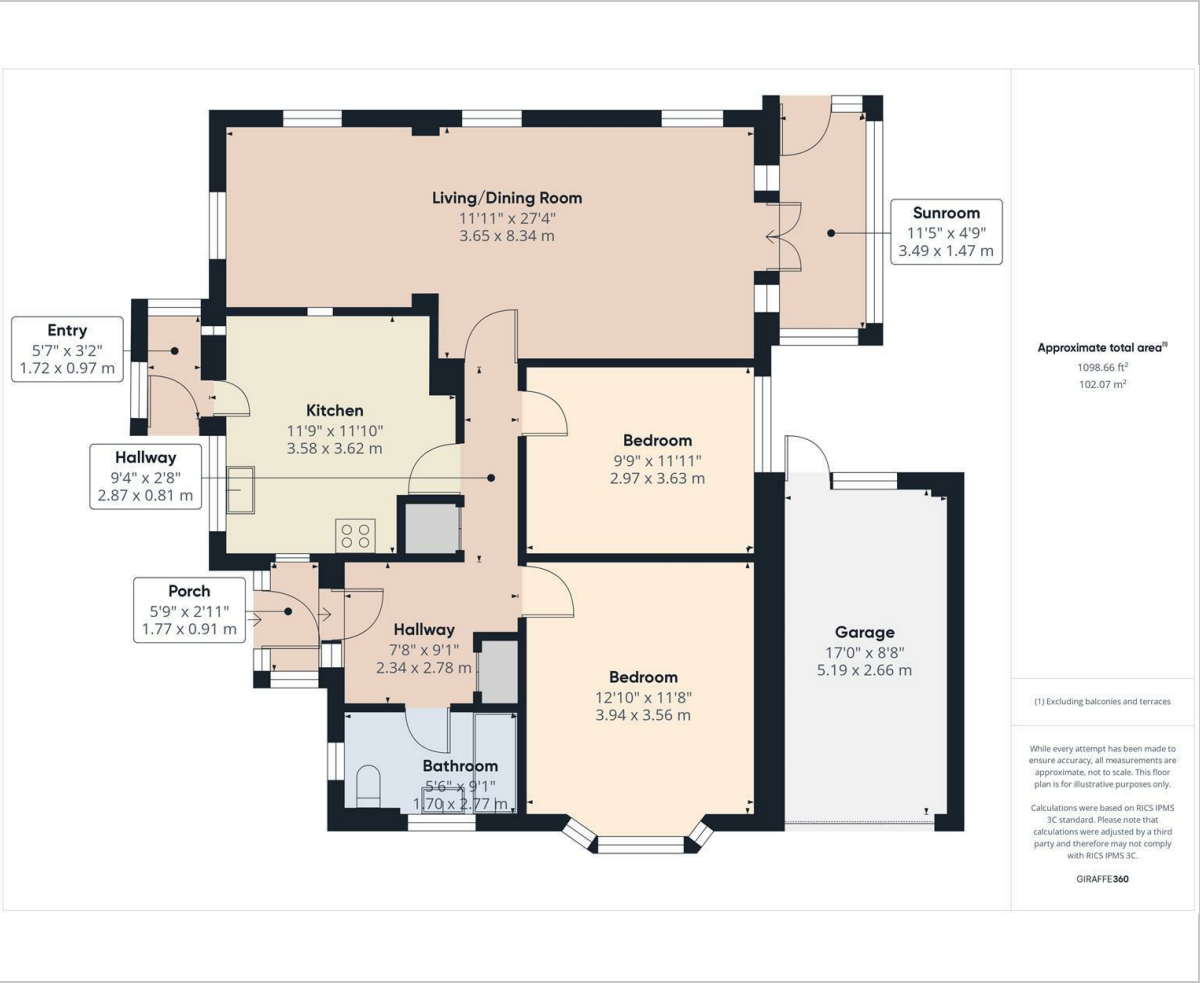 Living/Dining Room
11'11" x 27'4"
3.65 x 8.34 m
Sunroom
11'5" x 4'9"
3.49 x 1.47 m
Entry
5'7" x 3'2"
1.72 x 0.97 m
Kitchen
11'9" x 11'10"
3.58 x 3.62 m
Hallway
9'4" x 2'8"
2.87 x 0.81 m
Bedroom
9'9" x 11'11"
2.97 x 3.63 m
Porch
5'9" x 2'11"
1.77 x 0.91 m
Hallway
7'8" x 9'1"
2.34 x 2.78 m
Bedroom
12'10" x 11'8"
3.94 x 3.56 m
Garage
17'0" x 8'8"
5.19 x 2.66 m
Bathroom
5'6" x 9'1"
1.70 x 2.77 m
Approximate total area(1)
1098.66 ft²
102.07 m²
(1) Excluding balconies and terraces
While every attempt has been made to
ensure accuracy, all measurements are
approximate, not to scale. This floor
plan is for illustrative purposes only.
Calculations were based on RICS IPMS
3C standard. Please note that
calculations were adjusted by a third
party and therefore may not comply
with RICS IPMS 3C.
GIRAFFE360